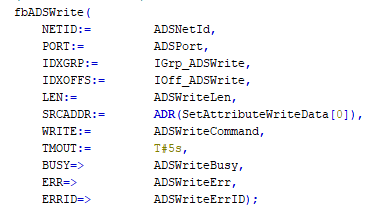 fbADSWrite(
NETID:= ADSNetId,
PORT:= ADSPort,
IDXGRP:= IGrp_ADSWrite,
IDXOFFS:= IOff_ADSWrite,
LEN:= ADSWriteLen,
SRCADDR:= ADR(SetAttributeWriteData[0]),
WRITE:= ADSWriteCommand,
TMOUT:= T#5s,
BUSY=> ADSWriteBusy,
ERR=> ADSWriteErr,
ERRID=> ADSWriteErrID);